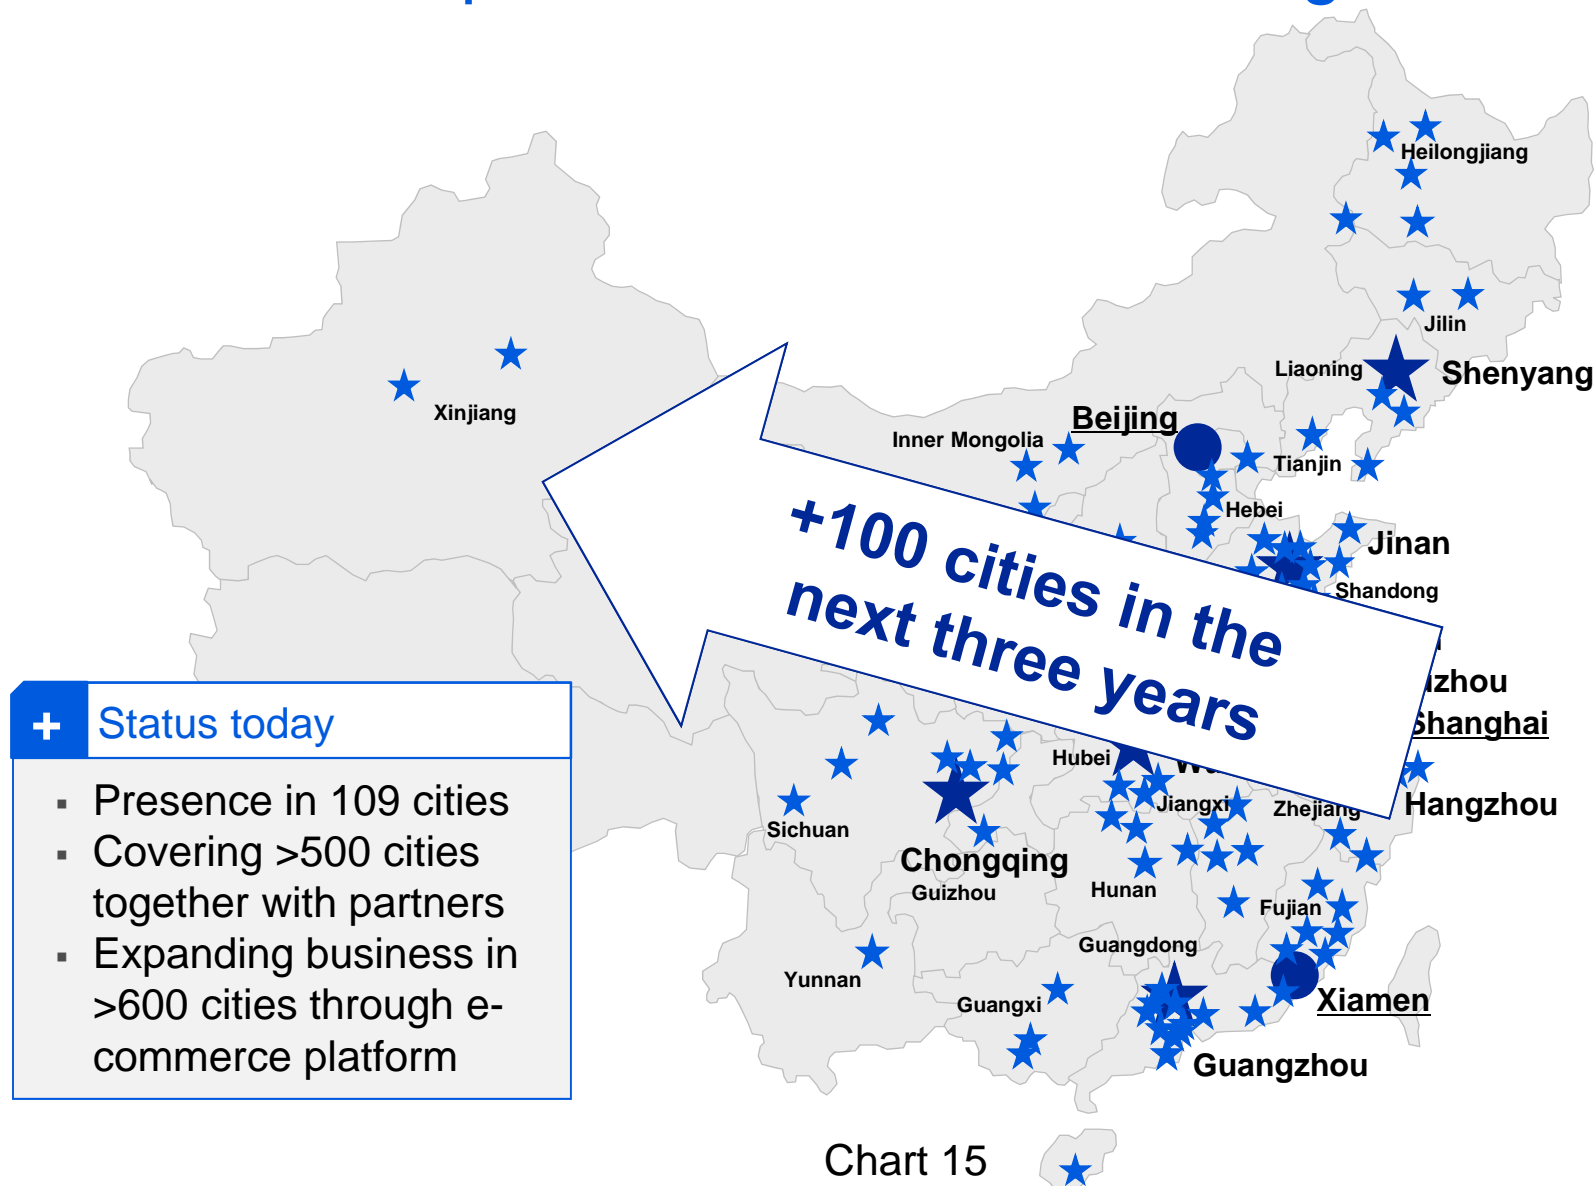 Heilongjiang
Jilin
Liaoning
Shenyang
Xinjiang
Beijing
Inner Mongolia
Tianjin
Hebei
Jinan
Shandong
+100 cities in the
next three years
Shanghai
Hubei
Jiangxi
Zhejiang
Hangzhou
+ Status today
▪ Presence in 109 cities
▪ Covering >500 cities
together with partners
▪ Expanding business in
>600 cities through e-
commerce platform
Sichuan
Chongqing
Guizhou
Hunan
Fujian
Guangdong
Yunnan
Guangxi
Xiamen
Guangzhou
Chart 15